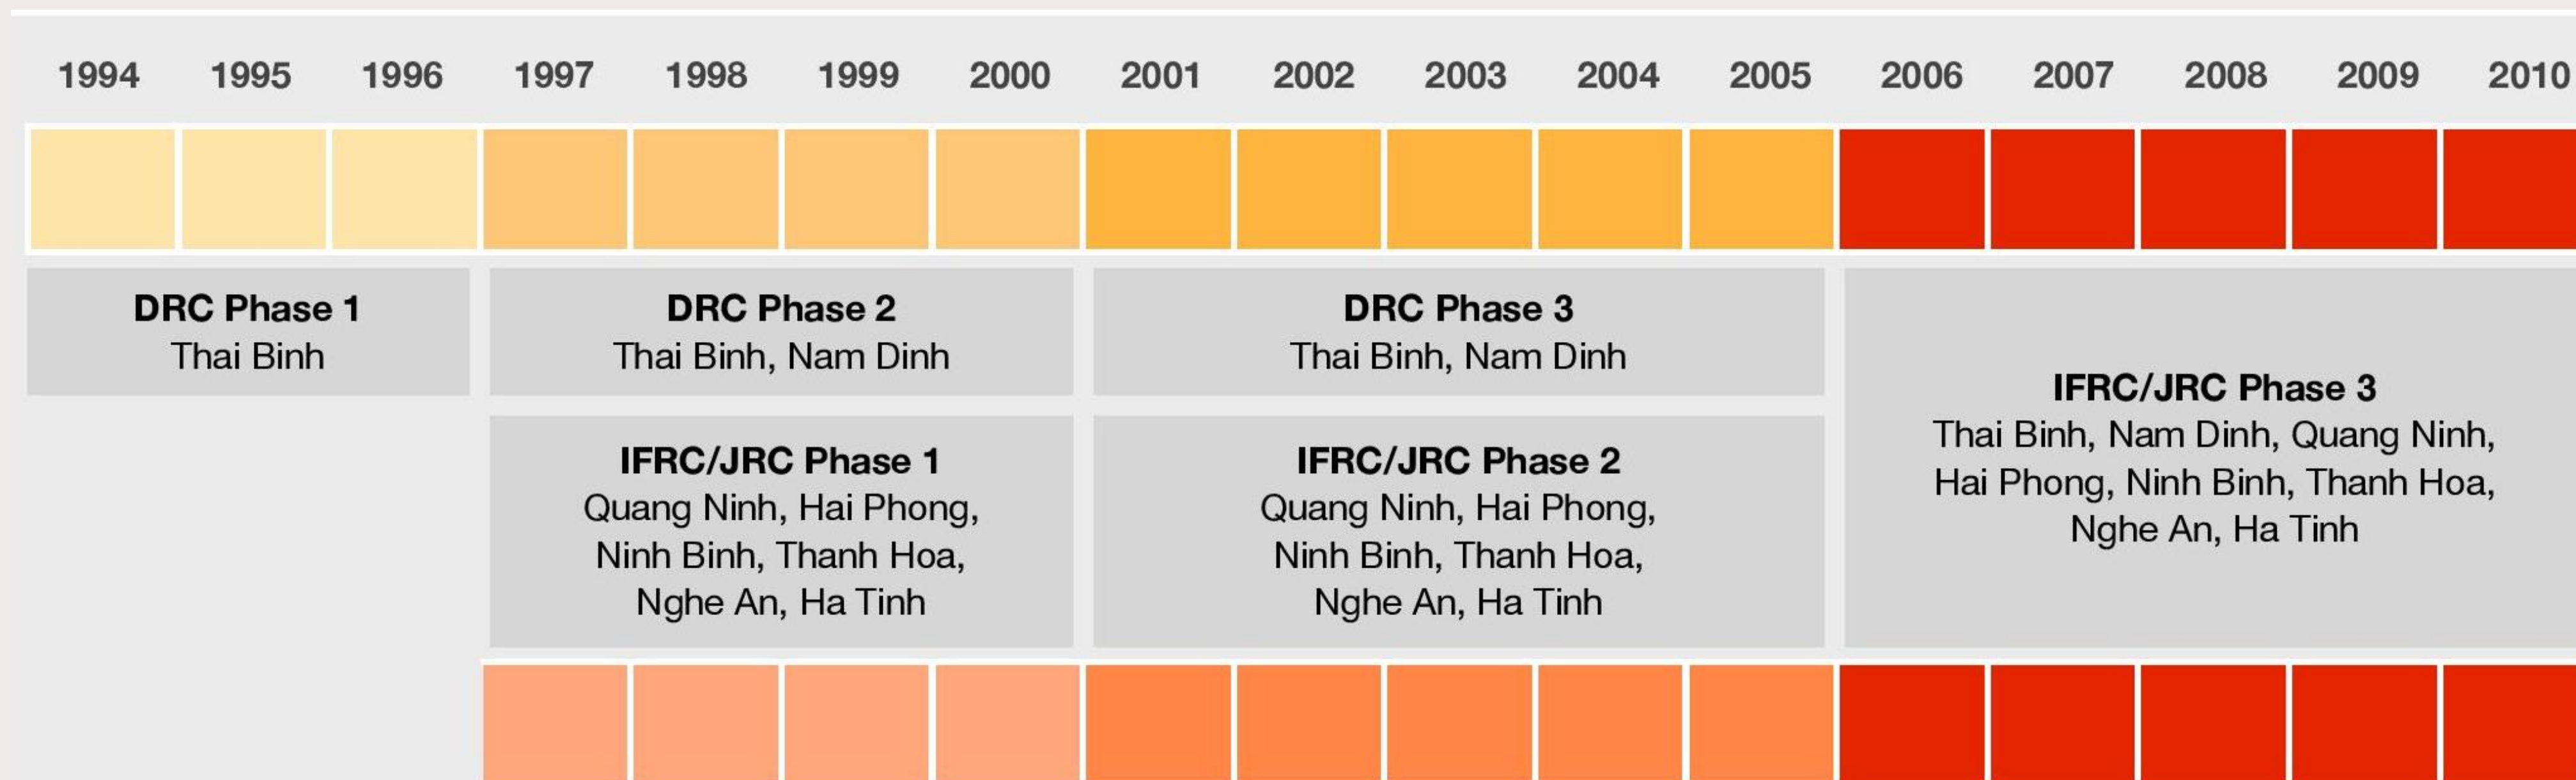 1994 1995 1996 1997 1998 1999 2000 2001 2002 2003 2004 2005 2006 2007 2008 2009 2010
DRC Phase 1
Thai Binh
DRC Phase 2
Thai Binh, Nam Dinh
DRC Phase 3
Thai Binh, Nam Dinh
IFRC/JRC Phase 1
Quang Ninh, Hai Phong,
Ninh Binh, Thanh Hoa,
Nghe An, Ha Tinh
IFRC/JRC Phase 2
Quang Ninh, Hai Phong,
Ninh Binh, Thanh Hoa,
Nghe An, Ha Tinh
IFRC/JRC Phase 3
Thai Binh, Nam Dinh, Quang Ninh,
Hai Phong, Ninh Binh, Thanh Hoa,
Nghe An, Ha Tinh